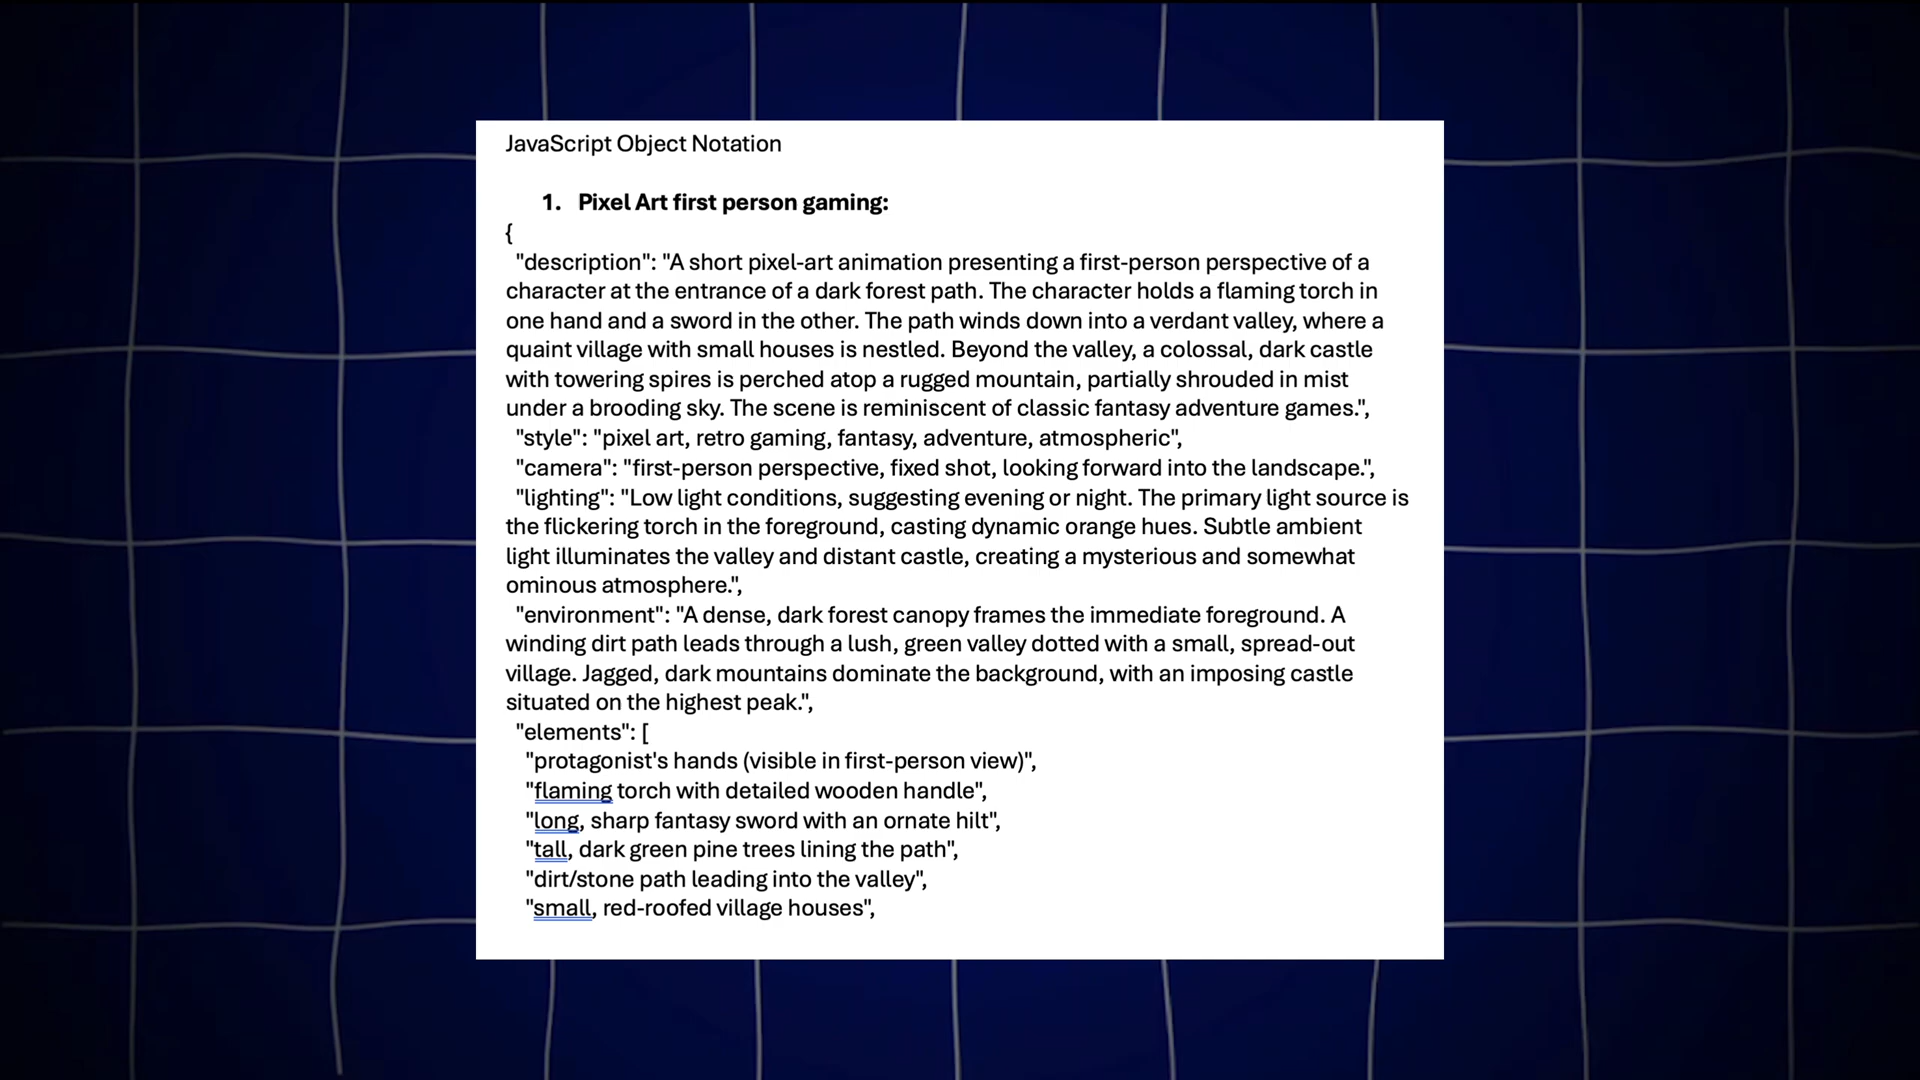 JavaScript Object Notation
1. Pixel Art first person gaming:
{
"description": "A short pixel-art animation presenting a first-person perspective of a
character at the entrance of a dark forest path. The character holds a flaming torch in
one hand and a sword in the other. The path winds down into a verdant valley, where a
quaint village with small houses is nestled. Beyond the valley, a colossal, dark castle
with towering spires is perched atop a rugged mountain, partially shrouded in mist
under a brooding sky. The scene is reminiscent of classic fantasy adventure games.",
"style": "pixel art, retro gaming, fantasy, adventure, atmospheric",
"camera": "first-person perspective, fixed shot, looking forward into the landscape.",
"lighting": "Low light conditions, suggesting evening or night. The primary light source is
the flickering torch in the foreground, casting dynamic orange hues. Subtle ambient
light illuminates the valley and distant castle, creating a mysterious and somewhat
ominous atmosphere.",
"environment": "A dense, dark forest canopy frames the immediate foreground. A
winding dirt path leads through a lush, green valley dotted with a small, spread-out
village. Jagged, dark mountains dominate the background, with an imposing castle
situated on the highest peak.",
"elements": [
"protagonist's hands (visible in first-person view)",
"flaming torch with detailed wooden handle",
"long, sharp fantasy sword with an ornate hilt",
"tall, dark green pine trees lining the path",
"dirt/stone path leading into the valley",
"small, red-roofed village houses",